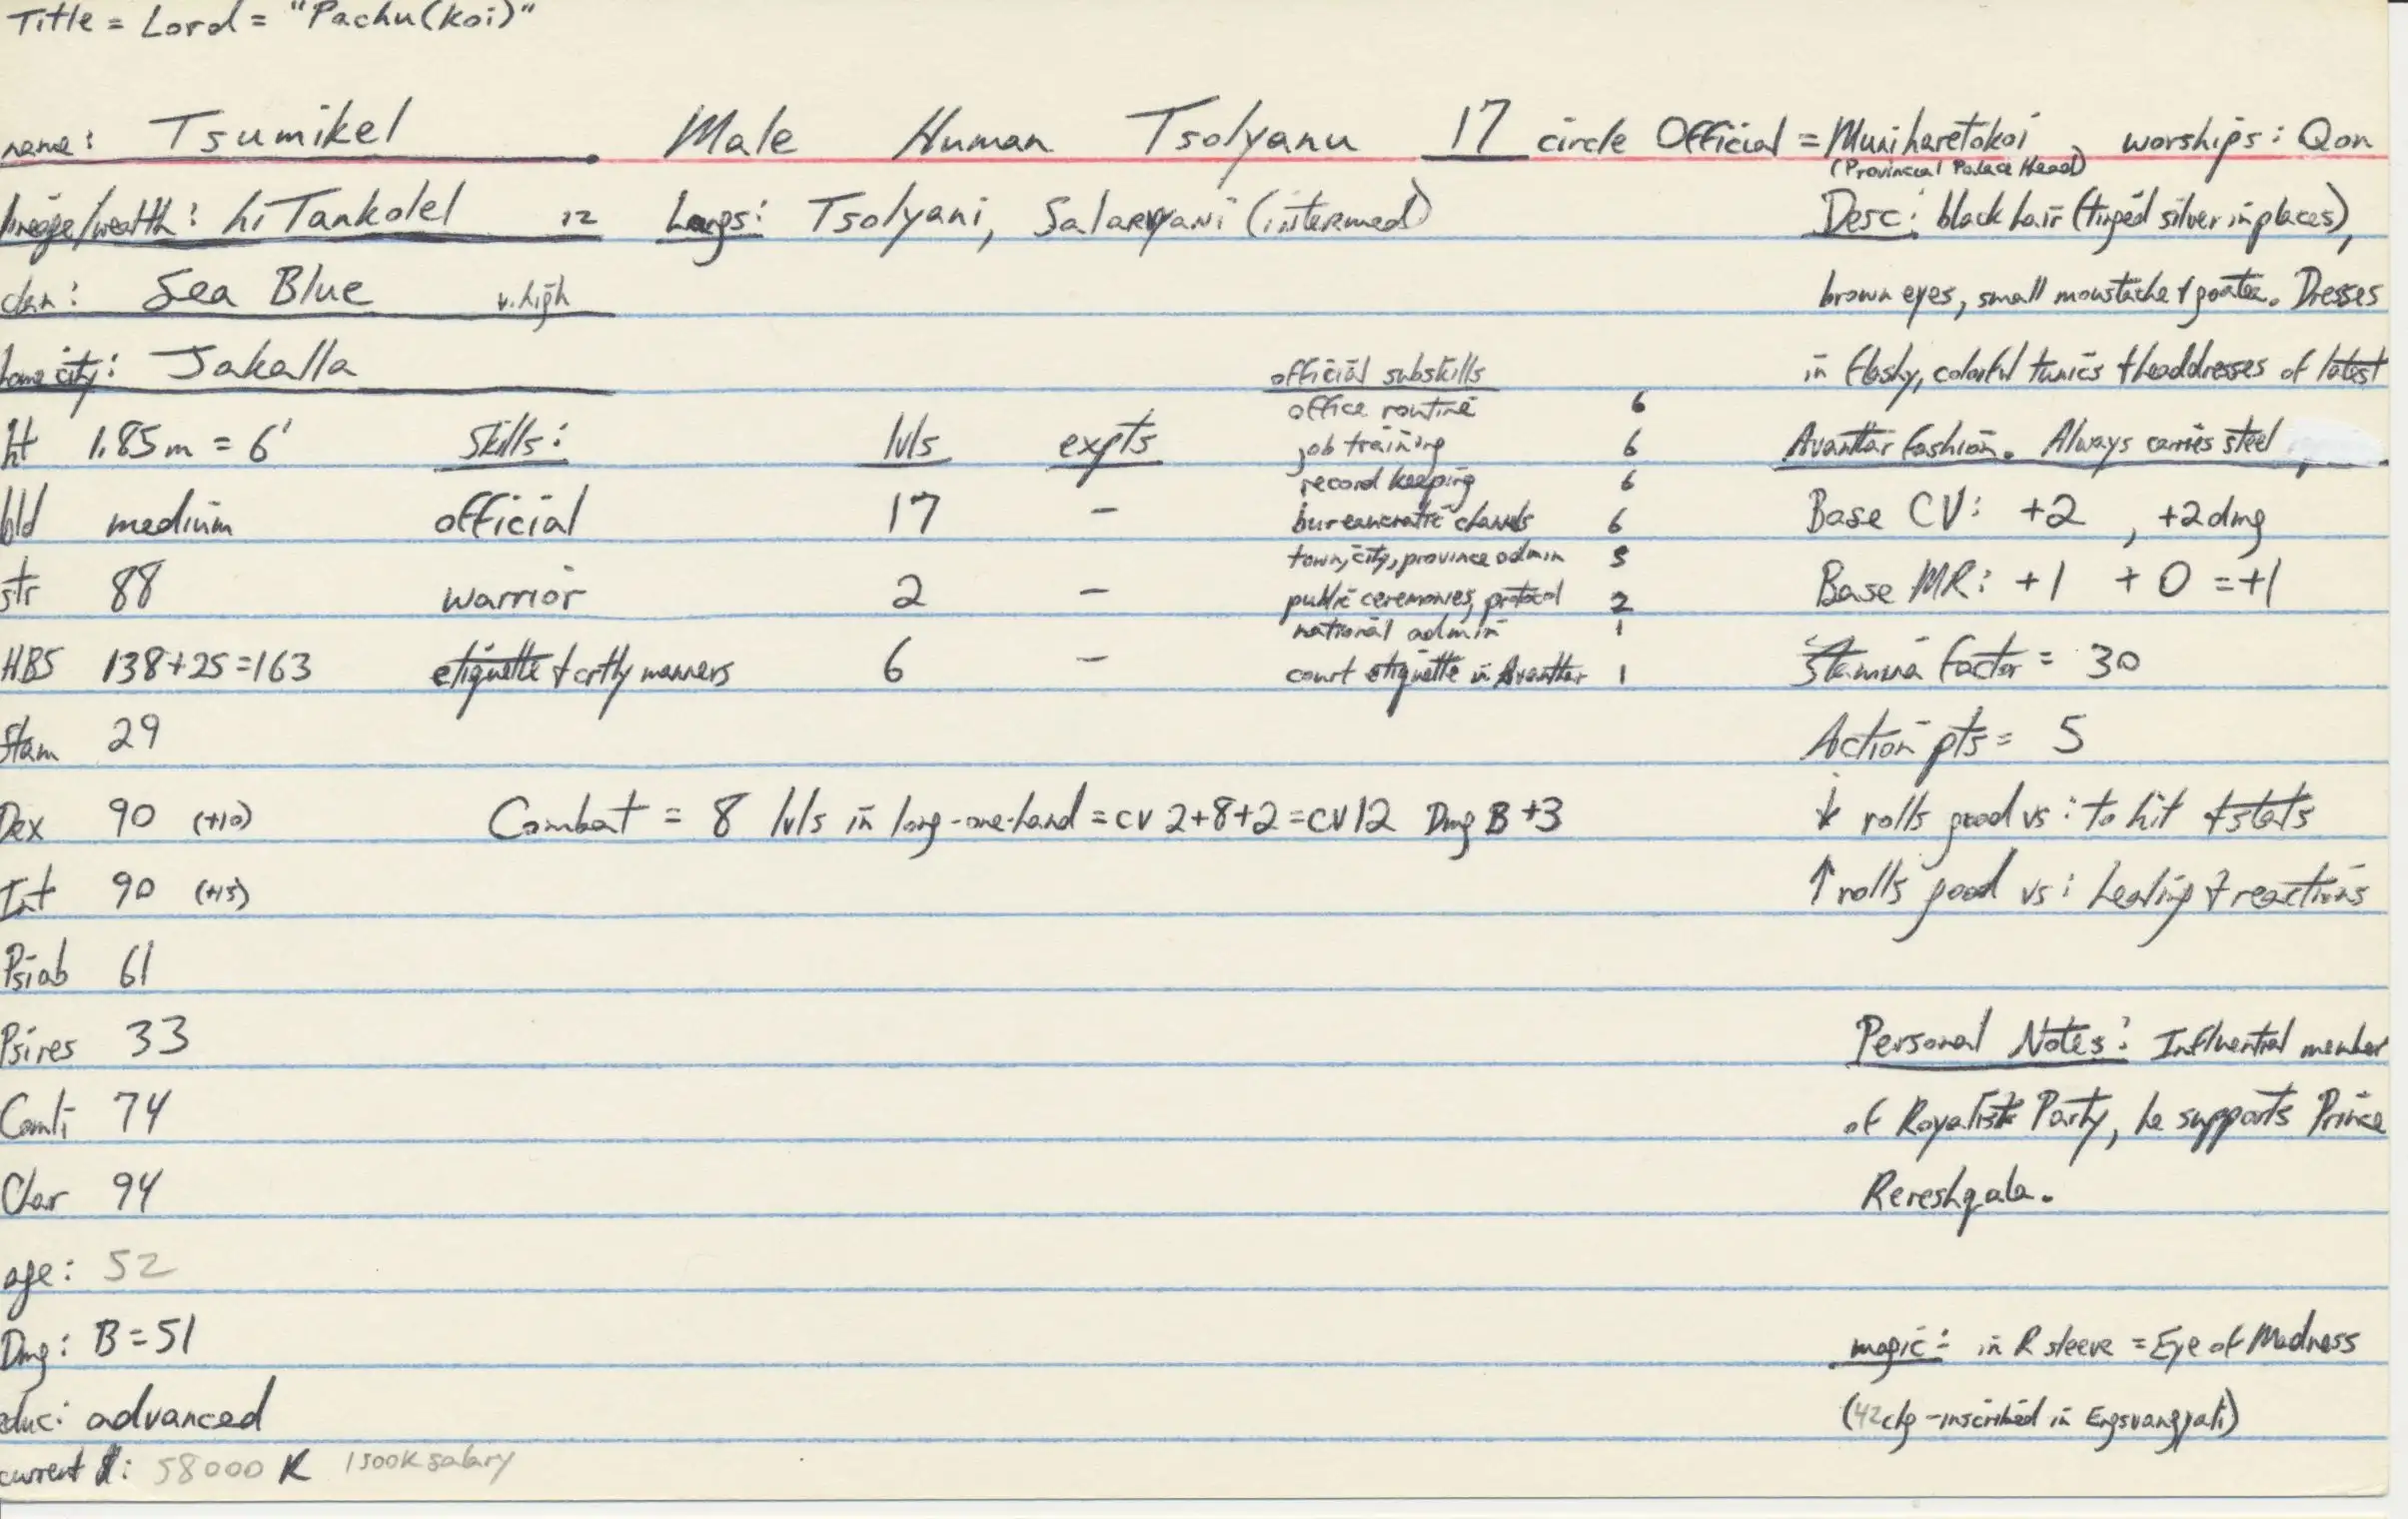 Title = Lord = "Pachu(koi)"
name: Tsumikel Male Human Tsolyanu 17 circle Official = Muniharetokoi worships: Qon
(Provincial Palace Head)
lineage/wealth: hiTankolel 12 Langs: Tsolyani, Salarvyani (intermed) Desc: black hair (tinged silver in places),
clan: Sea Blue v.high brown eyes, small moustache & goatee. Dresses
home city: Jakalla official substills in flashy, colorful tunics & headdresses of latest
office routine 6
ht 1.85m = 6' Skills: lvls expts job training 6 Avanthar fashion. Always carries steel,
record keeping 6
bld medium official 17 - bureaucratic channels 6 Base CV: +2, +2dmg
town, city, province admin 5
str 88 warrior 2 - public ceremonies, protocol 2 Base MR: +1 +0 =+1
national admin 1
HBS 138+25=163 etiquette & crtly manners 6 - court etiquette in Avanthar 1 Stamina factor = 30
Stam 29 Action pts = 5
Dex 90 (+10) Combat = 8 lvls in long-one-hand = CV 2+8+2 = CV12 Dmg B+3 ↓ rolls good vs: to hit & stats
Int 90 (+15) ↑ rolls good vs: healing & reactions
Psiab 61
Psires 33 Personal Notes: Influential member
Comli 74 of Royalist Party, he supports Prince
Char 94 Rereshqala.
age: 52
Dmg: B=51 magic: in R sleeve = Eye of Madness
educ: advanced (42chg - inscribed in Engsvanyali)
current $: 58000 K 1500K salary